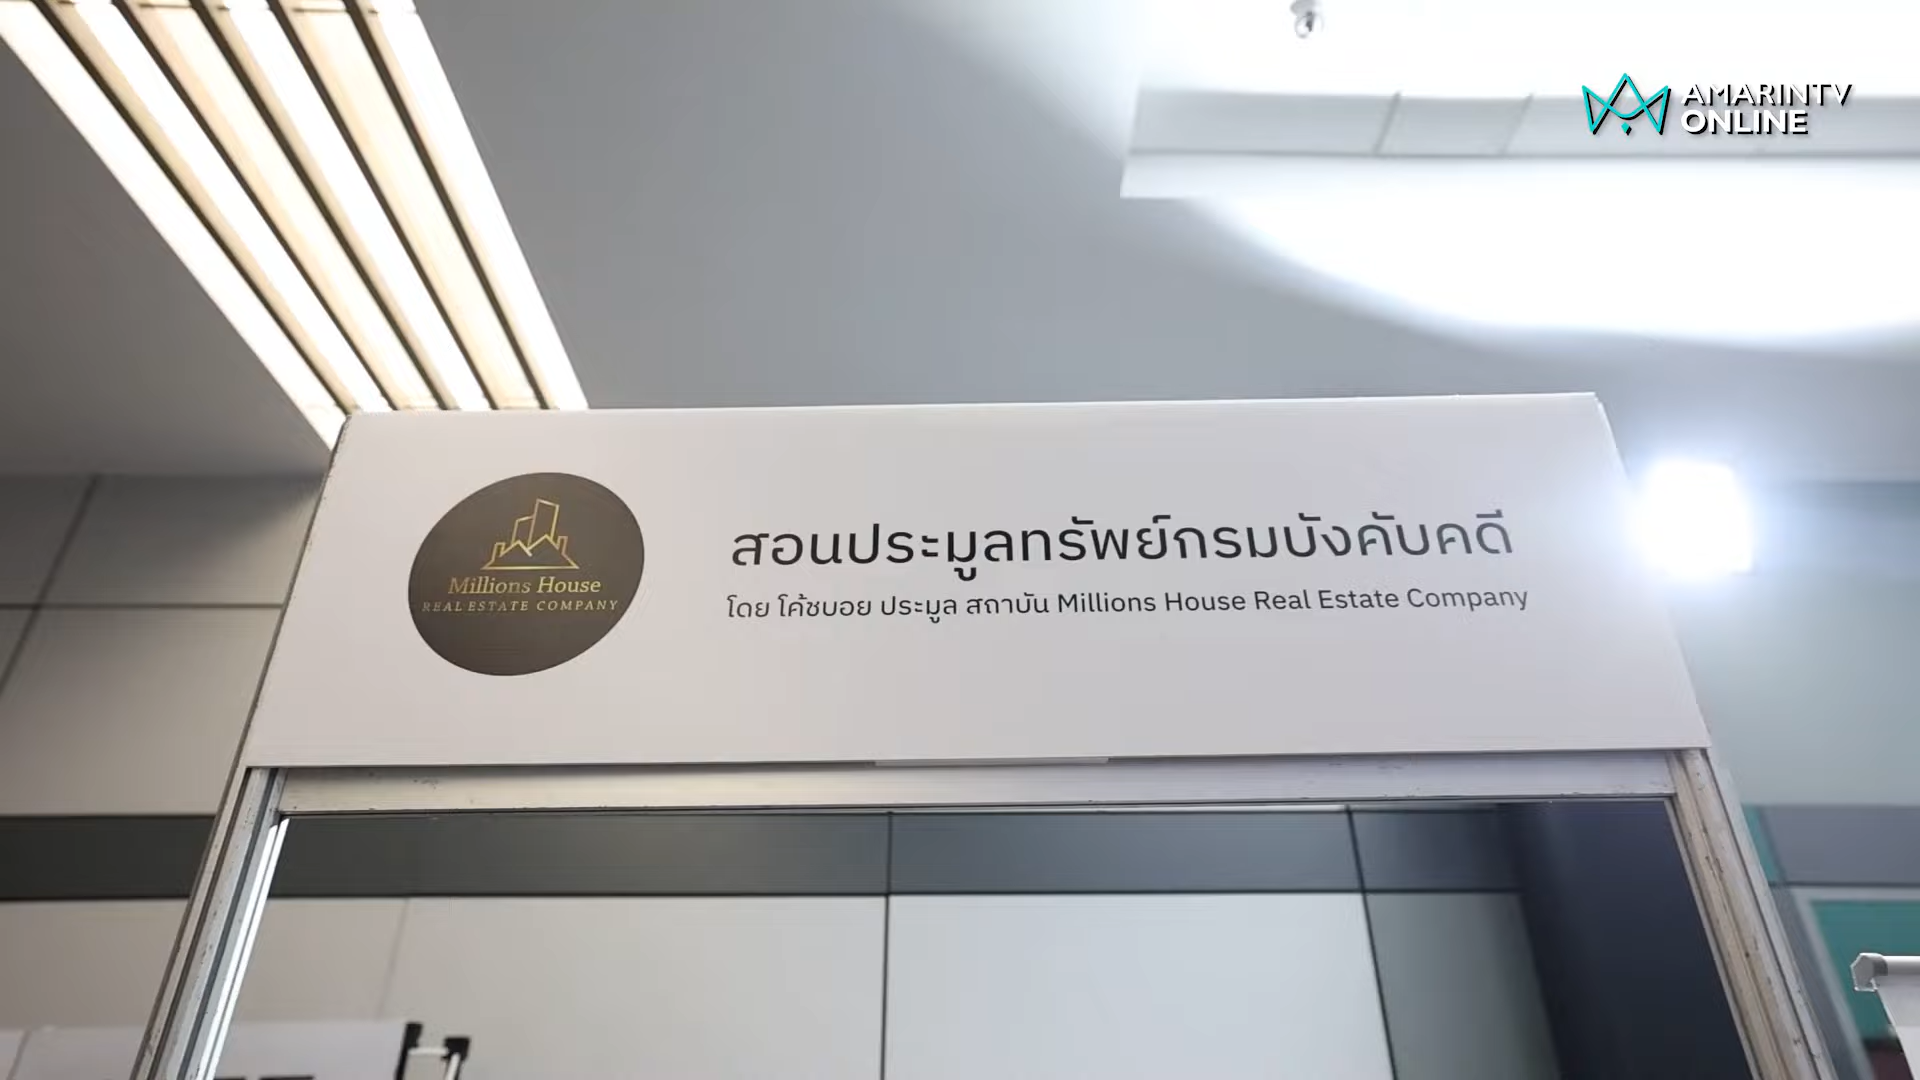 AMARINTV
ONLINE
สอนประมูลทรัพย์กรมบังคับคดี
โดย โค้ชบอย ประมูล สถาบัน Millions House Real Estate Company
Millions House
REAL ESTATE COMPANY